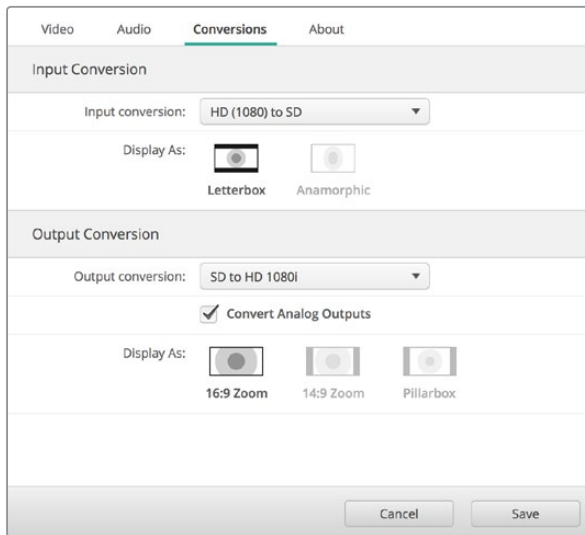 Video Audio Conversions About
Input Conversion
Input conversion: HD (1080) to SD
Display As:
Letterbox Anamorphic
Output Conversion
Output conversion: SD to HD 1080i
Convert Analog Outputs
Display As:
16:9 Zoom 14:9 Zoom Pillarbox
Cancel Save